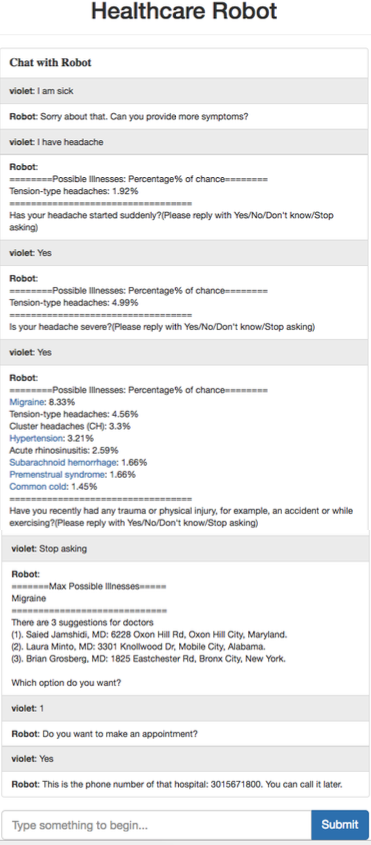 Healthcare Robot
Chat with Robot
violet: I am sick
Robot: Sorry about that. Can you provide more symptoms?
violet: I have headache
Robot:
========Possible Illnesses: Percentage% of chance========
Tension-type headaches: 1.92%
==================================
Has your headache started suddenly?(Please reply with Yes/No/Don't know/Stop
asking)
violet: Yes
Robot:
========Possible Illnesses: Percentage% of chance========
Tension-type headaches: 4.99%
==================================
Is your headache severe?(Please reply with Yes/No/Don't know/Stop asking)
violet: Yes
Robot:
========Possible Illnesses: Percentage% of chance========
Migraine: 8.33%
Tension-type headaches: 4.56%
Cluster headaches (CH): 3.3%
Hypertension: 3.21%
Acute rhinosinusitis: 2.59%
Subarachnoid hemorrhage: 1.66%
Premenstrual syndrome: 1.66%
Common cold: 1.45%
==================================
Have you recently had any trauma or physical injury, for example, an accident or while
exercising?(Please reply with Yes/No/Don't know/Stop asking)
violet: Stop asking
Robot:
=======Max Possible Illnesses=====
Migraine
=============================
There are 3 suggestions for doctors
(1). Saied Jamshidi, MD: 6228 Oxon Hill Rd, Oxon Hill City, Maryland.
(2). Laura Minto, MD: 3301 Knollwood Dr, Mobile City, Alabama.
(3). Brian Grosberg, MD: 1825 Eastchester Rd, Bronx City, New York.
Which option do you want?
violet: 1
Robot: Do you want to make an appointment?
violet: Yes
Robot: This is the phone number of that hospital: 3015671800. You can call it later.
Type something to begin...
Submit